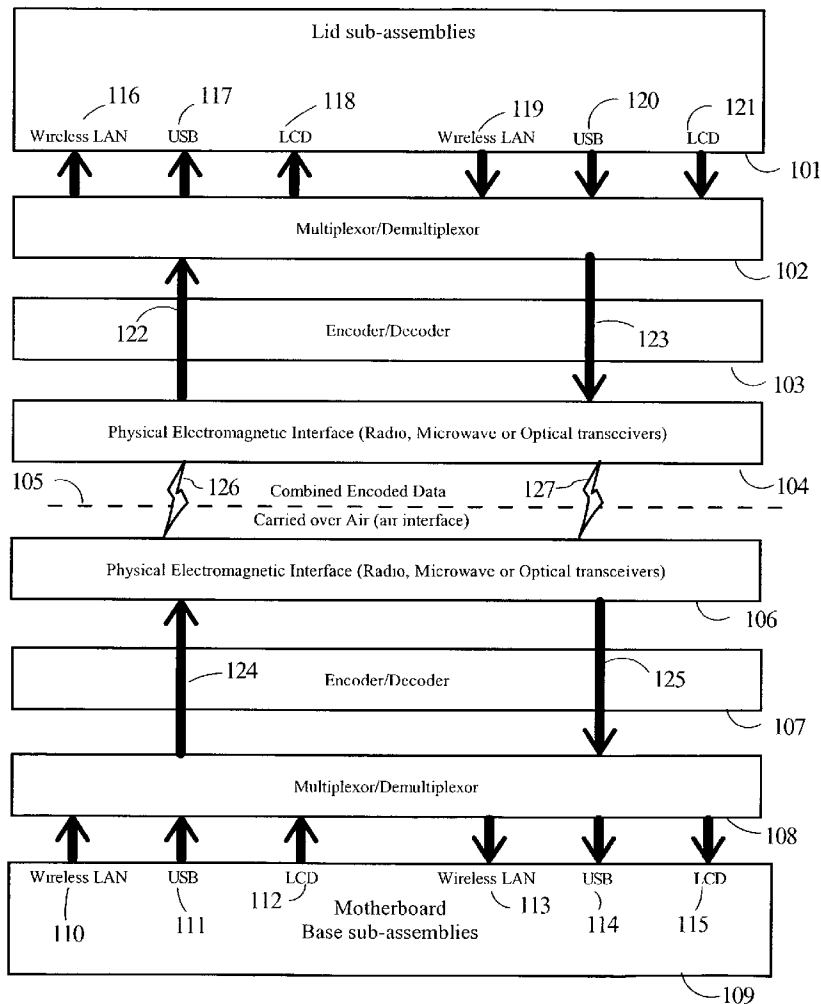 Lid sub-assemblies
116 117 118 119 120 121
Wireless LAN USB LCD Wireless LAN USB LCD
101
Multiplexor/Demultiplexor
102
122 Encoder/Decoder 123
103
Physical Electromagnetic Interface (Radio, Microwave or Optical transceivers)
104
105 126 Combined Encoded Data 127
Carried over Air (air interface)
Physical Electromagnetic Interface (Radio, Microwave or Optical transceivers)
106
124 Encoder/Decoder 125
107
Multiplexor/Demultiplexor
108
Wireless LAN USB LCD Wireless LAN USB LCD
110 111 112 113 114 115
Motherboard
Base sub-assemblies
109